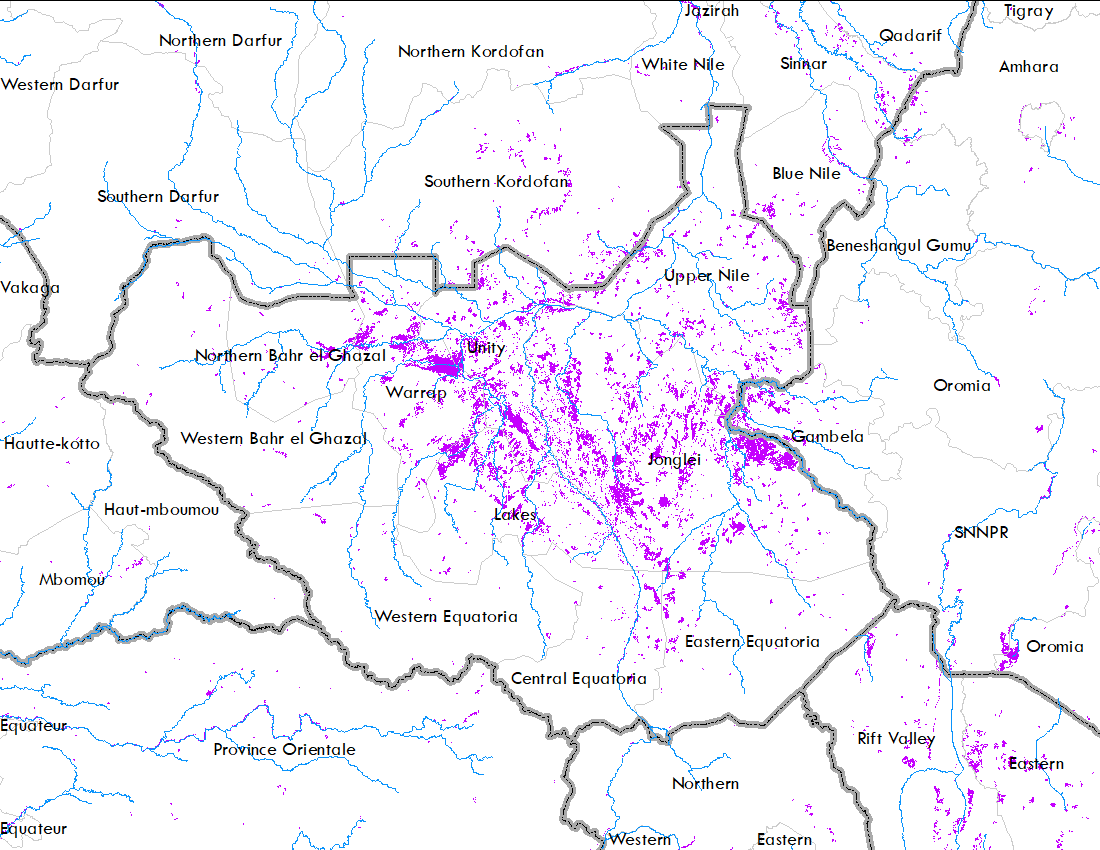 Jazirah
Tigray
Northern Darfur
Qadarif
Northern Kordofan
White Nile
Sinnar
Amhara
Western Darfur
Blue Nile
Southern Kordofan
Southern Darfur
Beneshangul Gumu
Upper Nile
Vakaga
Unity
Northern Bahr el Ghazal
Warrap
Oromia
Western Bahr el Ghazal
Gambela
Hautte-kotto
Jonglei
Haut-mboumou
Lakes
SNNPR
Mbomou
Western Equatoria
Eastern Equatoria
Oromia
Central Equatoria
Equateur
Rift Valley
Province Orientale
Eastern
Northern
Equateur
Western
Eastern